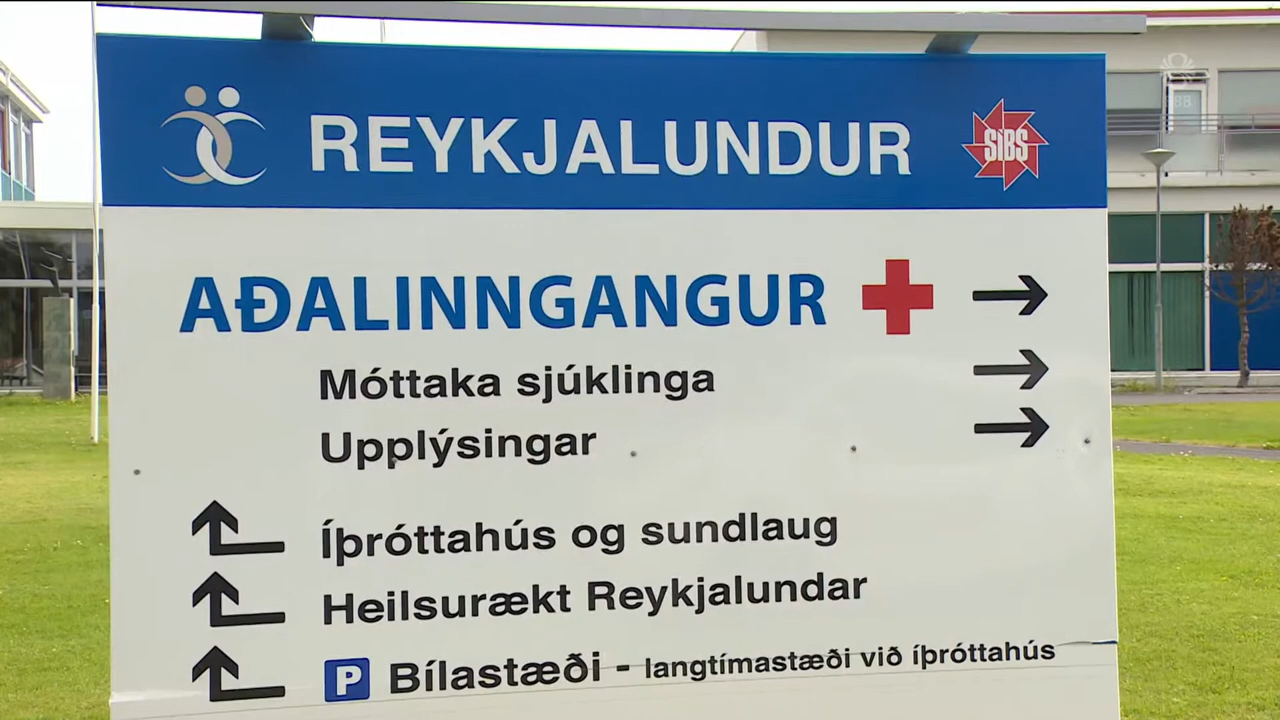 REYKJALUNDUR
SÍBS
AÐALINNGANGUR
Móttaka sjúklinga
Upplýsingar
Íþróttahús og sundlaug
Heilsurækt Reykjalundar
P Bílastæði - langtímastæði við íþróttahús